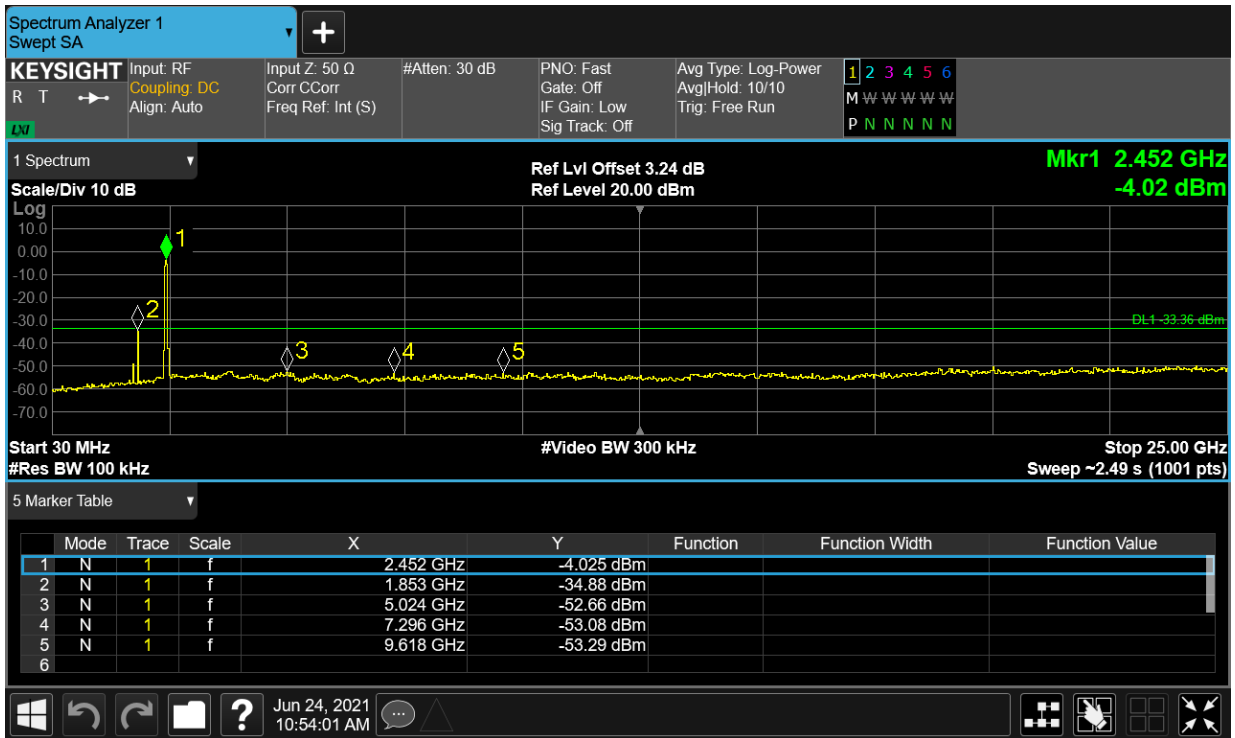 Spectrum Analyzer 1
Swept SA
KEYSIGHT
R T
LXI
Input: RF
Coupling: DC
Align: Auto
Input Z: 50 Ω
Corr CCorr
Freq Ref: Int (S)
#Atten: 30 dB
PNO: Fast
Gate: Off
IF Gain: Low
Sig Track: Off
Avg Type: Log-Power
Avg|Hold: 10/10
Trig: Free Run
1 2 3 4 5 6
M W W W W W
P N N N N N
1 Spectrum
Scale/Div 10 dB
Ref Lvl Offset 3.24 dB
Ref Level 20.00 dBm
Mkr1 2.452 GHz
-4.02 dBm
Log
10.0
0.00
-10.0
-20.0
-30.0
-40.0
-50.0
-60.0
-70.0
1
2
3
4
5
DL1 -33.36 dBm
Start 30 MHz
#Res BW 100 kHz
#Video BW 300 kHz
Stop 25.00 GHz
Sweep ~2.49 s (1001 pts)
5 Marker Table
Mode Trace Scale X Y Function Function Width Function Value
1 N 1 f 2.452 GHz -4.025 dBm
2 N 1 f 1.853 GHz -34.88 dBm
3 N 1 f 5.024 GHz -52.66 dBm
4 N 1 f 7.296 GHz -53.08 dBm
5 N 1 f 9.618 GHz -53.29 dBm
6
?
Jun 24, 2021
10:54:01 AM